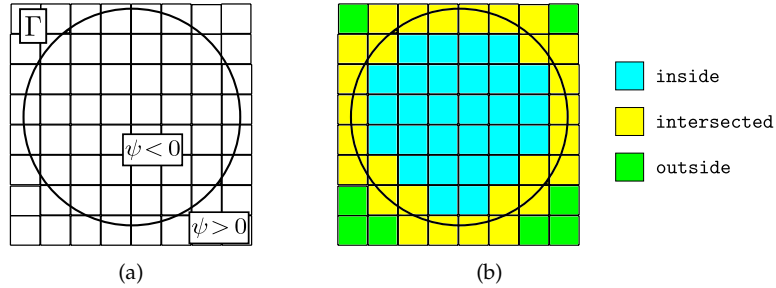 Γ
ψ<0
ψ>0
inside
intersected
outside
(a)
(b)